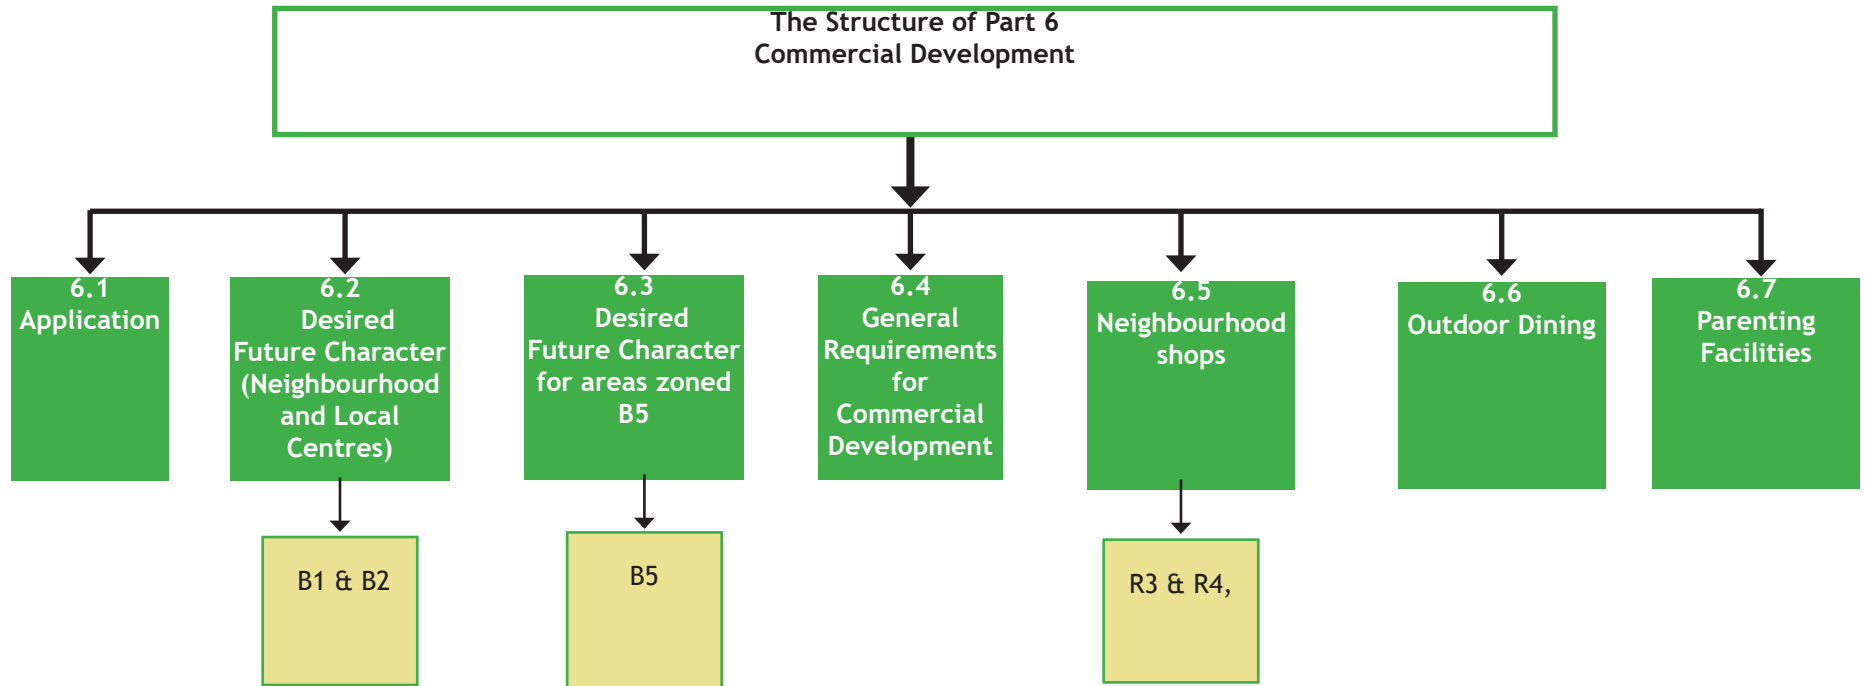 The Structure of Part 6
Commercial Development
6.1
Application
6.2
Desired
Future Character
(Neighbourhood
and Local
Centres)
6.3
Desired
Future Character
for areas zoned
B5
6.4
General
Requirements
for
Commercial
Development
6.5
Neighbourhood
shops
6.6
Outdoor Dining
6.7
Parenting
Facilities
B1 & B2
B5
R3 & R4,